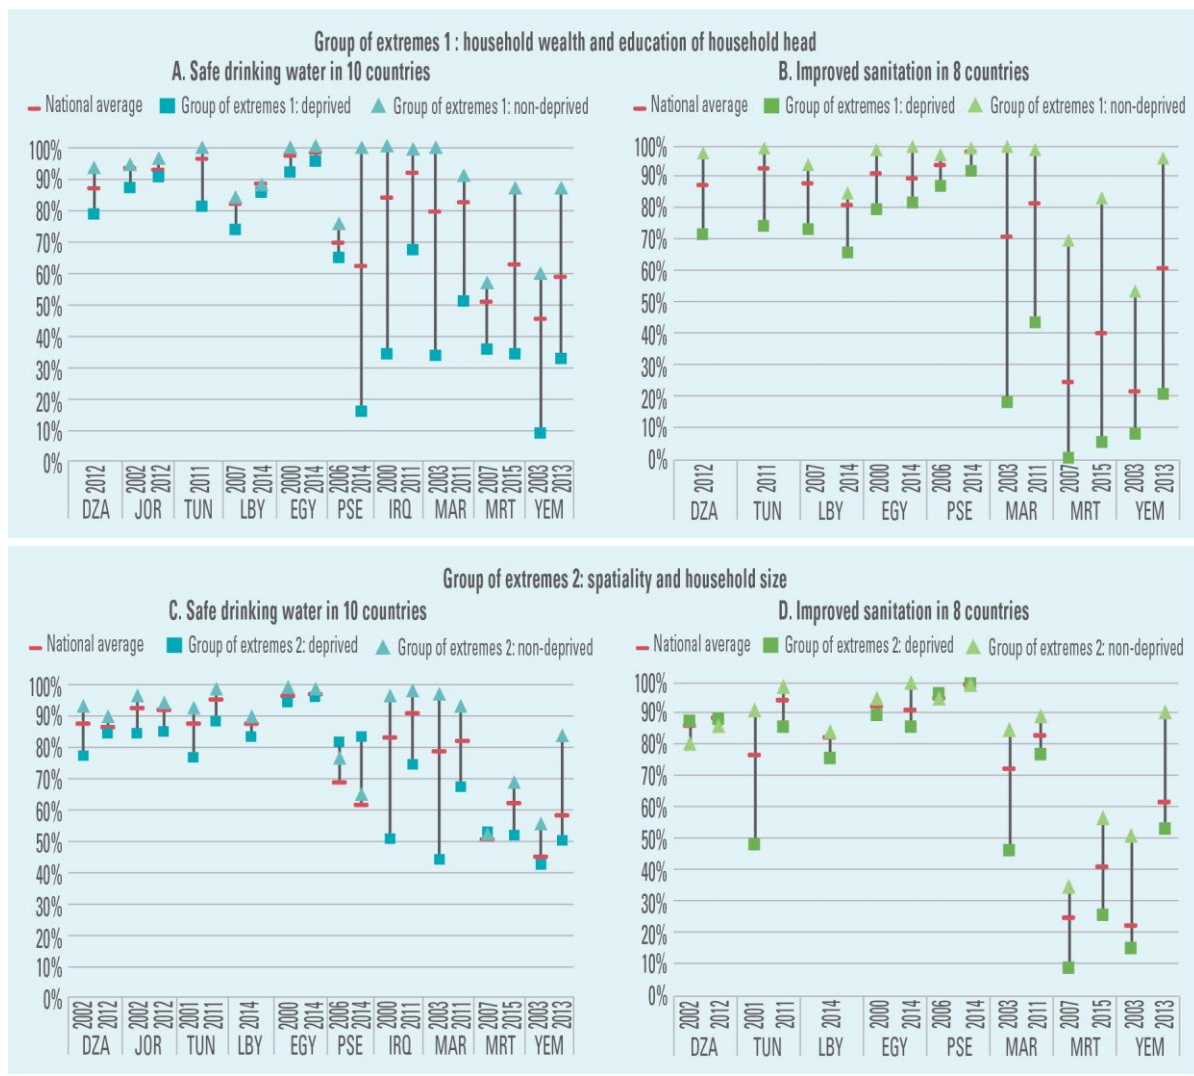 Group of extremes 1 : household wealth and education of household head
A. Safe drinking water in 10 countries
National average Group of extremes 1: deprived Group of extremes 1: non-deprived
100%
90%
80%
70%
60%
50%
40%
30%
20%
10%
0%
2012 2002 2012 2011 2007 2014 2000 2014 2006 2014 2000 2011 2003 2011 2007 2015 2003 2013
DZA JOR TUN LBY EGY PSE IRQ MAR MRT YEM
B. Improved sanitation in 8 countries
National average Group of extremes 1: deprived Group of extremes 1: non-deprived
100%
90%
80%
70%
60%
50%
40%
30%
20%
10%
0%
2012 2011 2007 2014 2000 2014 2006 2014 2003 2011 2007 2015 2003 2013
DZA TUN LBY EGY PSE MAR MRT YEM
Group of extremes 2: spatiality and household size
C. Safe drinking water in 10 countries
National average Group of extremes 2: deprived Group of extremes 2: non-deprived
100%
90%
80%
70%
60%
50%
40%
30%
20%
10%
0%
2002 2012 2002 2012 2001 2011 2014 2000 2014 2006 2014 2000 2011 2003 2011 2007 2015 2003 2013
DZA JOR TUN LBY EGY PSE IRQ MAR MRT YEM
D. Improved sanitation in 8 countries
National average Group of extremes 2: deprived Group of extremes 2: non-deprived
100%
90%
80%
70%
60%
50%
40%
30%
20%
10%
0%
2002 2012 2001 2011 2014 2000 2014 2006 2014 2003 2011 2007 2015 2003 2013
DZA TUN LBY EGY PSE MAR MRT YEM